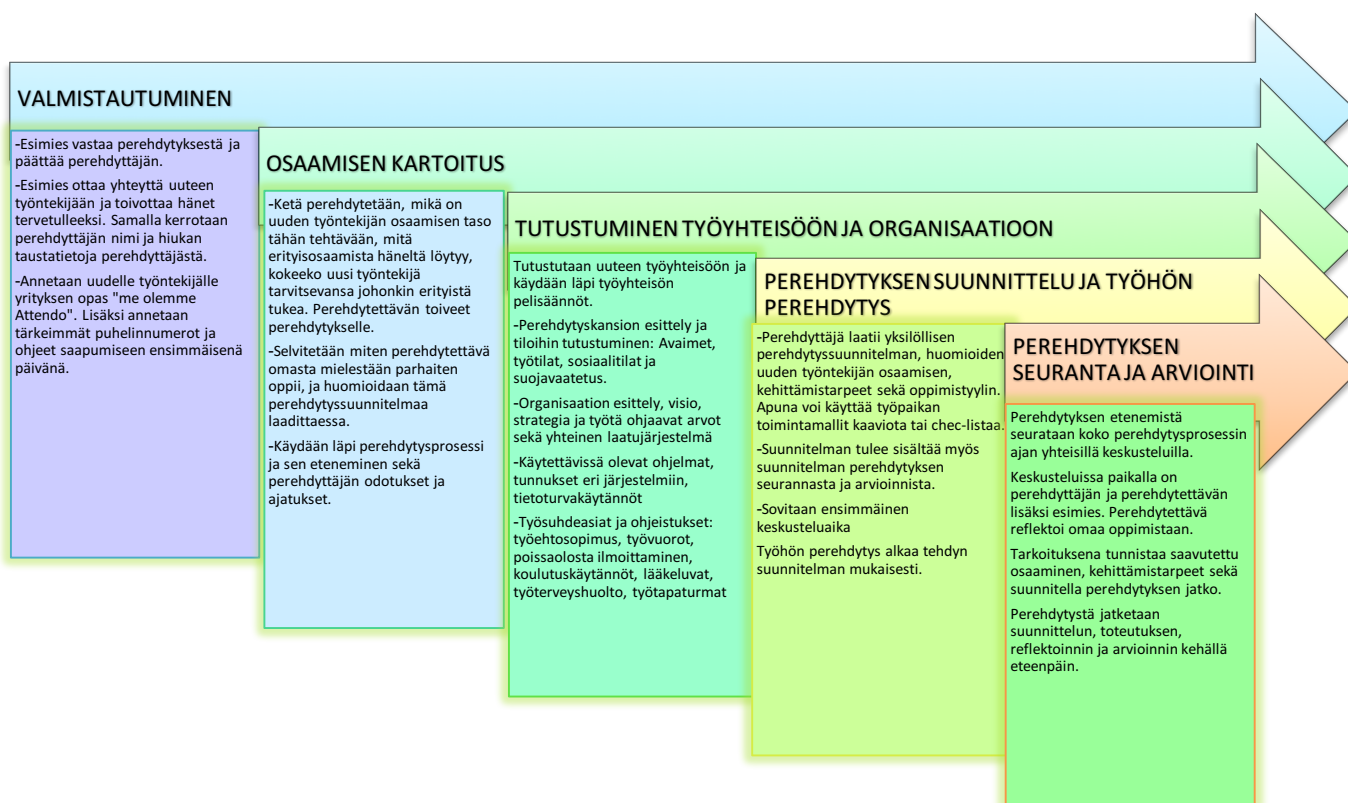 VALMISTAUTUMINEN
-Esimies vastaa perehdytyksestä ja
päättää perehdyttäjän.
-Esimies ottaa yhteyttä uuteen
työntekijään ja toivottaa hänet
tervetulleeksi. Samalla kerrotaan
perehdyttäjän nimi ja hiukan
taustatietoja perehdyttäjästä.
-Annetaan uudelle työntekijälle
yrityksen opas "me olemme
Attendo". Lisäksi annetaan
tärkeimmät puhelinnumerot ja
ohjeet saapumiseen ensimmäisenä
päivänä.
OSAAMISEN KARTOITUS
-Ketä perehdytetään, mikä on
uuden työntekijän osaamisen taso
tähän tehtävään, mitä
erityisosaamista häneltä löytyy,
kokeeko uusi työntekijä
tarvitsevansa johonkin erityistä
tukea. Perehdytettävän toiveet
perehdytykselle.
-Selvitetään miten perehdytettävä
omasta mielestään parhaiten
oppii, ja huomioidaan tämä
perehdytyssuunnitelmaa
laadittaessa.
-Käydään läpi perehdytysprosessi
ja sen eteneminen sekä
perehdyttäjän odotukset ja
ajatukset.
TUTUSTUMINEN TYÖYHTEISÖÖN JA ORGANISAATIOON
Tutustutaan uuteen työyhteisöön ja
käydään läpi työyhteisön
pelisäännöt.
-Perehdytyskansion esittely ja
tiloihin tutustuminen: Avaimet,
työtilat, sosiaalitilat ja
suojavaatetus.
-Organisaation esittely, visio,
strategia ja työtä ohjaavat arvot
sekä yhteinen laatujärjestelmä
-Käytettävissä olevat ohjelmat,
tunnukset eri järjestelmiin,
tietoturvakäytännöt
-Työsuhdeasiat ja ohjeistukset:
työehtosopimus, työvuorot,
poissaolosta ilmoittaminen,
koulutuskäytännöt, lääkeluvat,
työterveyshuolto, työtapaturmat
PEREHDYTYKSEN SUUNNITTELU JA TYÖHÖN
PEREHDYTYS
-Perehdyttäjä laatii yksilöllisen
perehdytyssuunnitelman, huomioiden
uuden työntekijän osaamisen,
kehittämistarpeet sekä oppimistyylin.
Apuna voi käyttää työpaikan
toimintamallit kaaviota tai chec-listaa.
-Suunnitelman tulee sisältää myös
suunnitelman perehdytyksen
seurannasta ja arvioinnista.
-Sovitaan ensimmäinen
keskusteluaika
Työhön perehdytys alkaa tehdyn
suunnitelman mukaisesti.
PEREHDYTYKSEN
SEURANTA JA ARVIOINTI
Perehdytyksen etenemistä
seurataan koko perehdytysprosessin
ajan yhteisillä keskusteluilla.
Keskusteluissa paikalla on
perehdyttäjän ja perehdytettävän
lisäksi esimies. Perehdytettävä
reflektoi omaa oppimistaan.
Tarkoituksena tunnistaa saavutettu
osaaminen, kehittämistarpeet sekä
suunnitella perehdytyksen jatko.
Perehdytystä jatketaan
suunnittelun, toteutuksen,
reflektoinnin ja arvioinnin kehällä
eteenpäin.